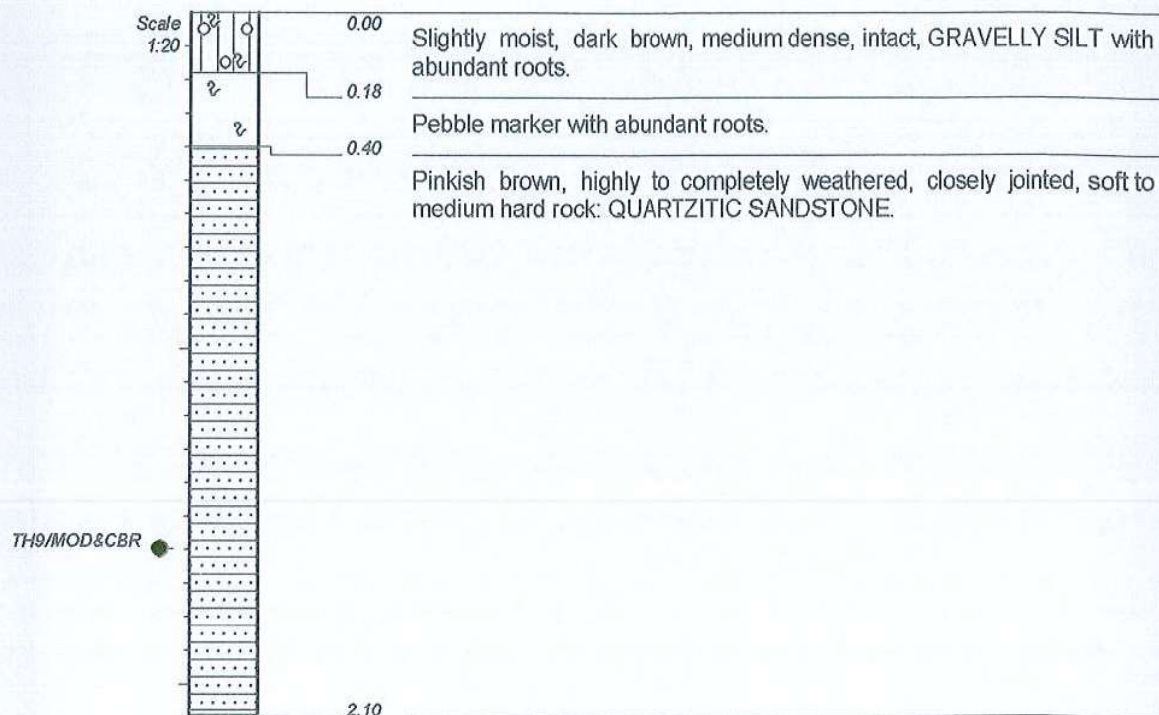 Scale
1:20
0.00
Slightly moist, dark brown, medium dense, intact, GRAVELLY SILT with
abundant roots.
0.18
Pebble marker with abundant roots.
0.40
Pinkish brown, highly to completely weathered, closely jointed, soft to
medium hard rock: QUARTZITIC SANDSTONE.
TH9/MOD&CBR
2.10